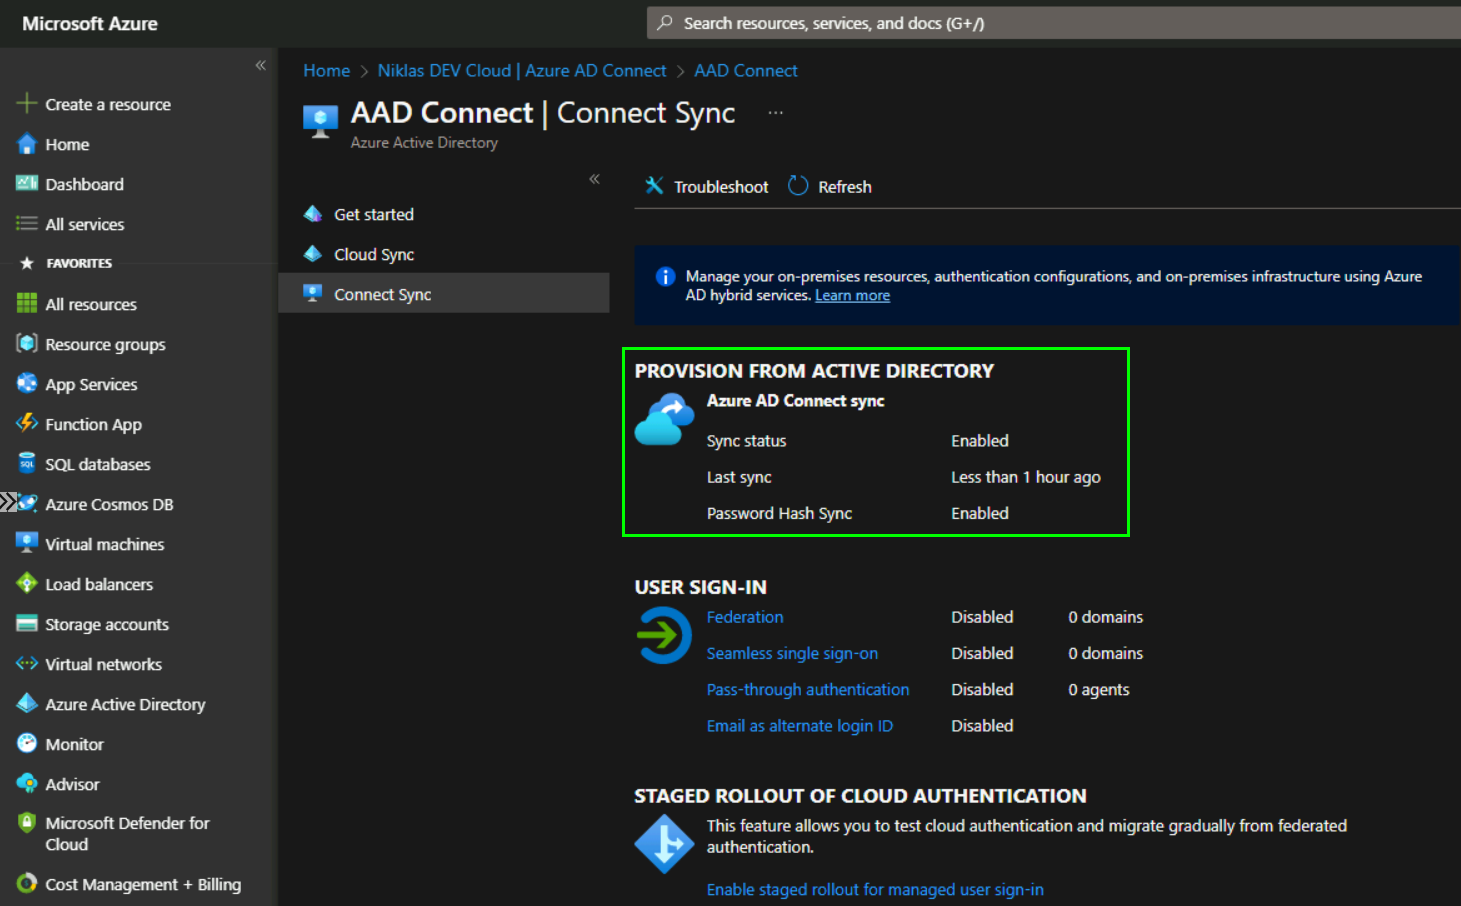 Microsoft Azure
Search resources, services, and docs (G+/)
«
Create a resource
Home
Dashboard
All services
FAVORITES
All resources
Resource groups
App Services
Function App
SQL databases
Azure Cosmos DB
Virtual machines
Load balancers
Storage accounts
Virtual networks
Azure Active Directory
Monitor
Advisor
Microsoft Defender for
Cloud
Cost Management + Billing
Home > Niklas DEV Cloud | Azure AD Connect > AAD Connect
AAD Connect | Connect Sync ...
Azure Active Directory
«
Get started
Cloud Sync
Connect Sync
Troubleshoot Refresh
Manage your on-premises resources, authentication configurations, and on-premises infrastructure using Azure
AD hybrid services. Learn more
PROVISION FROM ACTIVE DIRECTORY
Azure AD Connect sync
Sync status Enabled
Last sync Less than 1 hour ago
Password Hash Sync Enabled
USER SIGN-IN
Federation Disabled 0 domains
Seamless single sign-on Disabled 0 domains
Pass-through authentication Disabled 0 agents
Email as alternate login ID Disabled
STAGED ROLLOUT OF CLOUD AUTHENTICATION
This feature allows you to test cloud authentication and migrate gradually from federated
authentication.
Enable staged rollout for managed user sign-in